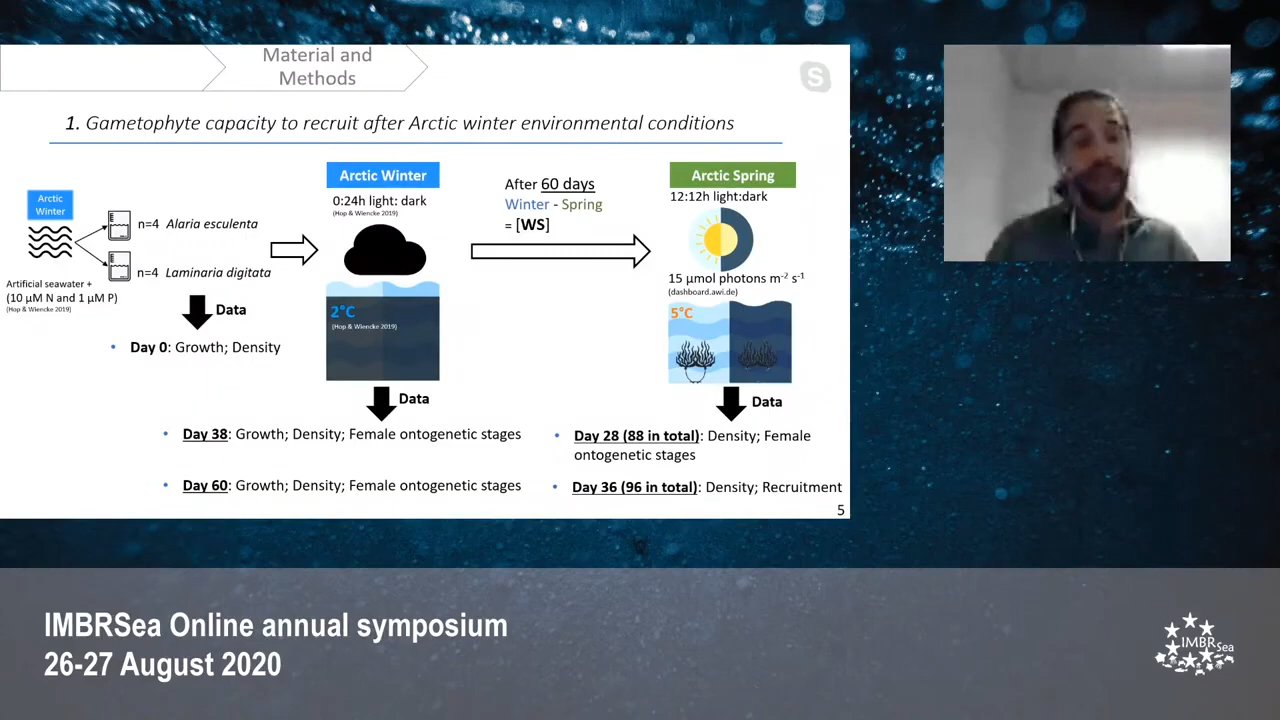 Material and
Methods
S
1. Gametophyte capacity to recruit after Arctic winter environmental conditions
Arctic
Winter
n=4 Alaria esculenta
n=4 Laminaria digitata
Artificial seawater +
(10 µM N and 1 µM P)
(Hop & Wiencke 2019)
Data
Day 0: Growth; Density
Arctic Winter
0:24h light: dark
(Hop & Wiencke 2019)
2°C
(Hop & Wiencke 2019)
Data
• Day 38: Growth; Density; Female ontogenetic stages
• Day 60: Growth; Density; Female ontogenetic stages
After 60 days
Winter - Spring
= [WS]
Arctic Spring
12:12h light:dark
15 µmol photons m⁻² s⁻¹
(dashboard.awi.de)
5°C
Data
• Day 28 (88 in total): Density; Female
ontogenetic stages
• Day 36 (96 in total): Density; Recruitment
5
IMBRSea Online annual symposium
26-27 August 2020
IMBRSea